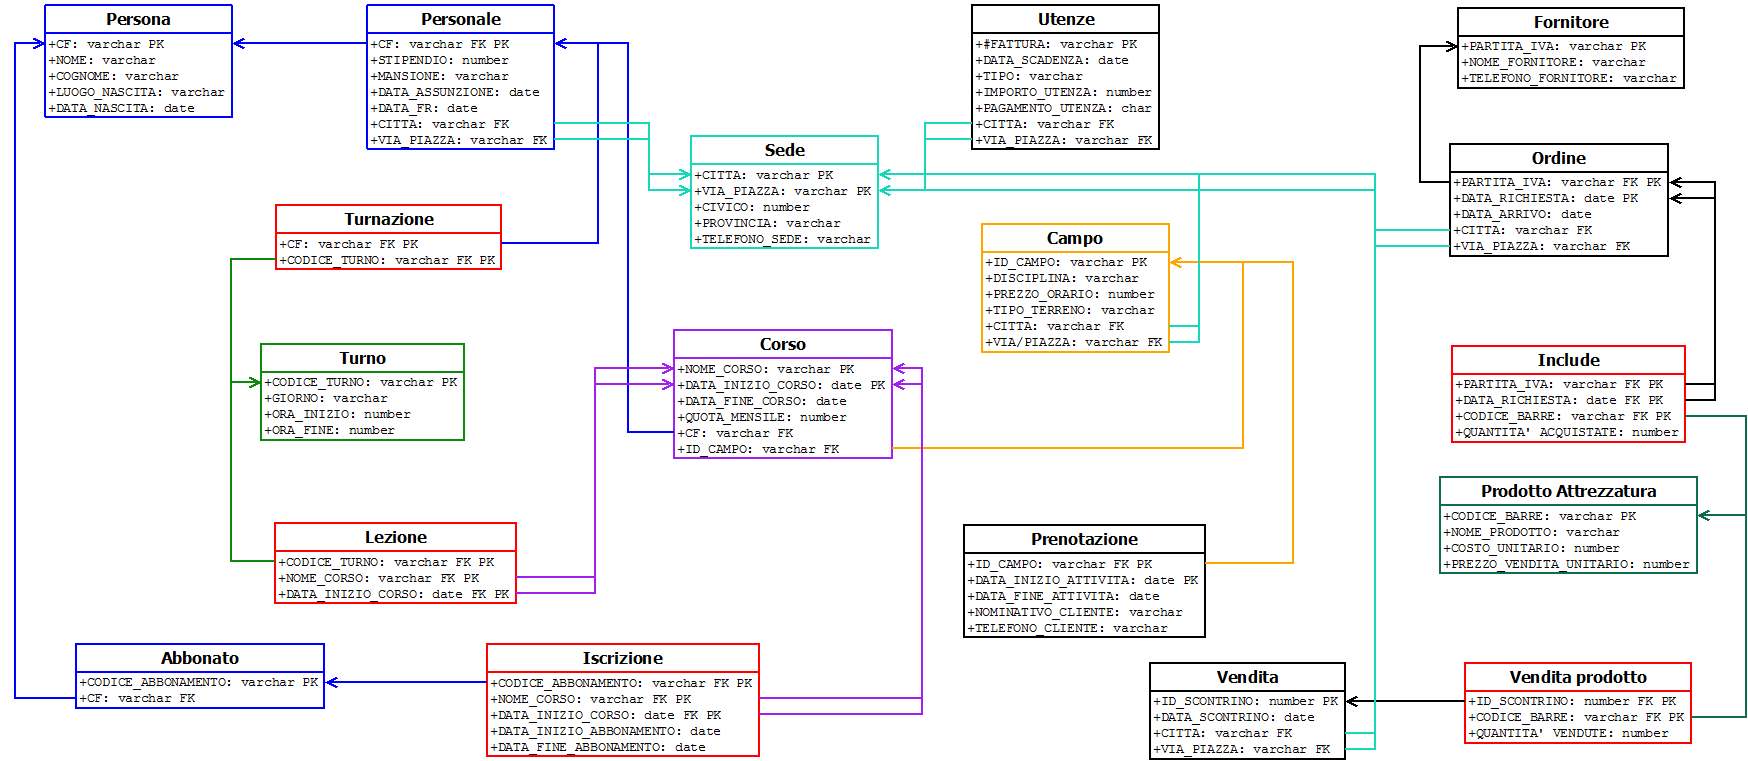 Persona
+CF: varchar PK
+NOME: varchar
+COGNOME: varchar
+LUOGO_NASCITA: varchar
+DATA_NASCITA: date
Personale
+CF: varchar FK PK
+STIPENDIO: number
+MANSIONE: varchar
+DATA_ASSUNZIONE: date
+DATA_FR: date
+CITTA: varchar FK
+VIA_PIAZZA: varchar FK
Utenze
+#FATTURA: varchar PK
+DATA_SCADENZA: date
+TIPO: varchar
+IMPORTO_UTENZA: number
+PAGAMENTO_UTENZA: char
+CITTA: varchar FK
+VIA_PIAZZA: varchar FK
Fornitore
+PARTITA_IVA: varchar PK
+NOME_FORNITORE: varchar
+TELEFONO_FORNITORE: varchar
Sede
+CITTA: varchar PK
+VIA_PIAZZA: varchar PK
+CIVICO: number
+PROVINCIA: varchar
+TELEFONO_SEDE: varchar
Ordine
+PARTITA_IVA: varchar FK PK
+DATA_RICHIESTA: date PK
+DATA_ARRIVO: date
+CITTA: varchar FK
+VIA_PIAZZA: varchar FK
Turnazione
+CF: varchar FK PK
+CODICE_TURNO: varchar FK PK
Campo
+ID_CAMPO: varchar PK
+DISCIPLINA: varchar
+PREZZO_ORARIO: number
+TIPO_TERRENO: varchar
+CITTA: varchar FK
+VIA/PIAZZA: varchar FK
Turno
+CODICE_TURNO: varchar PK
+GIORNO: varchar
+ORA_INIZIO: number
+ORA_FINE: number
Corso
+NOME_CORSO: varchar PK
+DATA_INIZIO_CORSO: date PK
+DATA_FINE_CORSO: date
+QUOTA_MENSILE: number
+CF: varchar FK
+ID_CAMPO: varchar FK
Include
+PARTITA_IVA: varchar FK PK
+DATA_RICHIESTA: date FK PK
+CODICE_BARRE: varchar FK PK
+QUANTITA' ACQUISTATE: number
Prodotto Attrezzatura
+CODICE_BARRE: varchar PK
+NOME_PRODOTTO: varchar
+COSTO_UNITARIO: number
+PREZZO_VENDITA_UNITARIO: number
Lezione
+CODICE_TURNO: varchar FK PK
+NOME_CORSO: varchar FK PK
+DATA_INIZIO_CORSO: date FK PK
Prenotazione
+ID_CAMPO: varchar FK PK
+DATA_INIZIO_ATTIVITA: date PK
+DATA_FINE_ATTIVITA: date
+NOMINATIVO_CLIENTE: varchar
+TELEFONO_CLIENTE: varchar
Abbonato
+CODICE_ABBONAMENTO: varchar PK
+CF: varchar FK
Iscrizione
+CODICE_ABBONAMENTO: varchar FK PK
+NOME_CORSO: varchar FK PK
+DATA_INIZIO_CORSO: date FK PK
+DATA_INIZIO_ABBONAMENTO: date
+DATA_FINE_ABBONAMENTO: date
Vendita
+ID_SCONTRINO: number PK
+DATA_SCONTRINO: date
+CITTA: varchar FK
+VIA_PIAZZA: varchar FK
Vendita prodotto
+ID_SCONTRINO: number FK PK
+CODICE_BARRE: varchar FK PK
+QUANTITA' VENDUTE: number